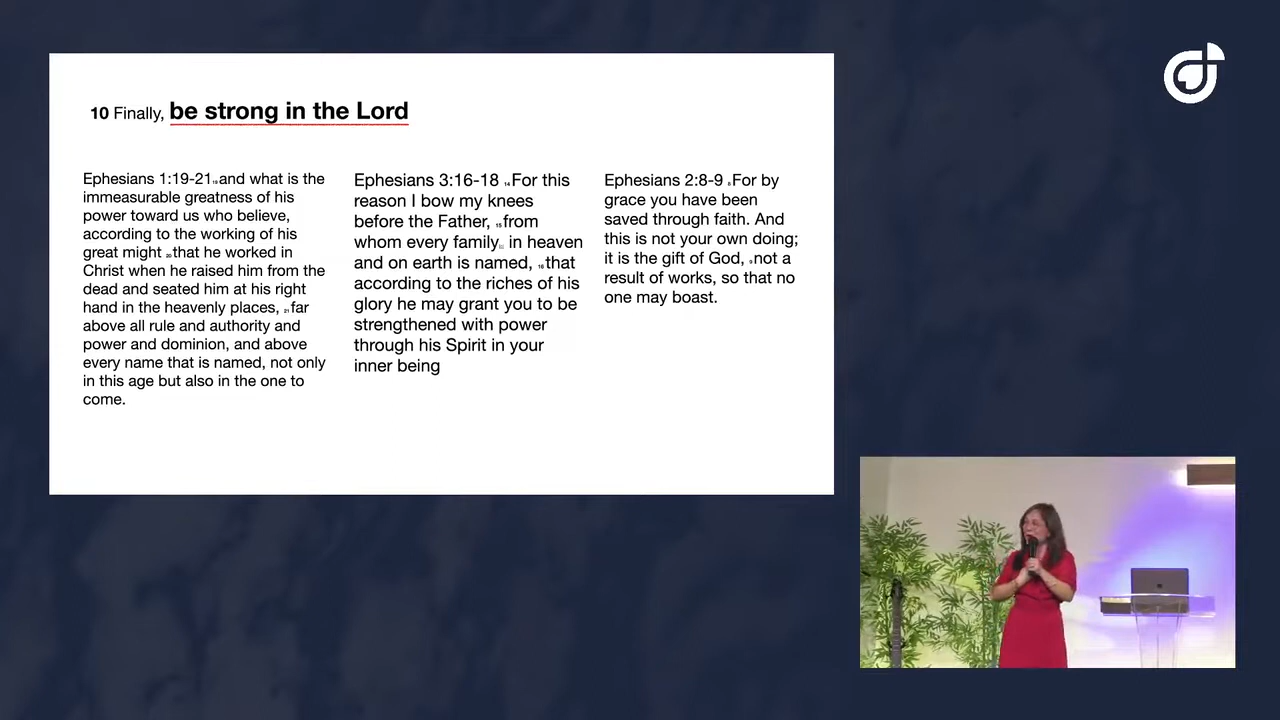 10 Finally, be strong in the Lord
Ephesians 1:19-21 19 and what is the
immeasurable greatness of his
power toward us who believe,
according to the working of his
great might 20 that he worked in
Christ when he raised him from the
dead and seated him at his right
hand in the heavenly places, 21 far
above all rule and authority and
power and dominion, and above
every name that is named, not only
in this age but also in the one to
come.
Ephesians 3:16-18 14 For this
reason I bow my knees
before the Father, 15 from
whom every family in heaven
and on earth is named, 16 that
according to the riches of his
glory he may grant you to be
strengthened with power
through his Spirit in your
inner being
Ephesians 2:8-9 8 For by
grace you have been
saved through faith. And
this is not your own doing;
it is the gift of God, 9 not a
result of works, so that no
one may boast.